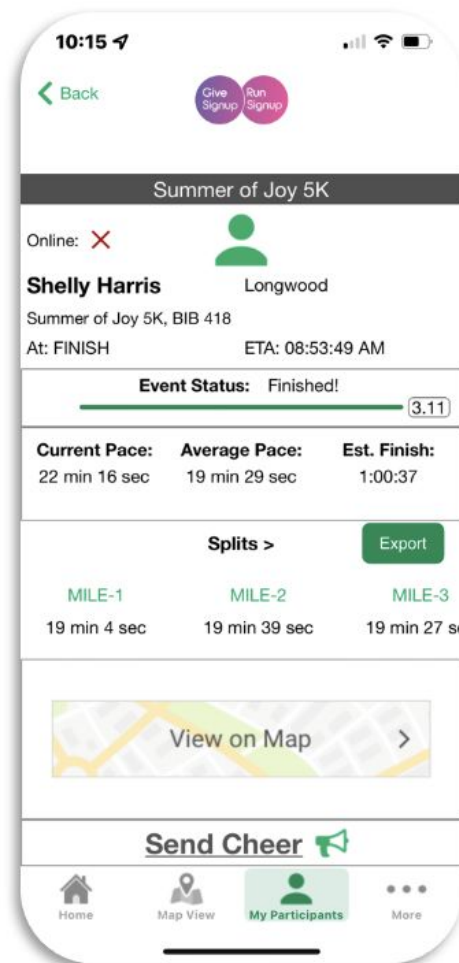 10:15
Back
Give Signup
Run Signup
Summer of Joy 5K
Online:
Shelly Harris Longwood
Summer of Joy 5K, BIB 418
At: FINISH ETA: 08:53:49 AM
Event Status: Finished!
3.11
Current Pace: Average Pace: Est. Finish:
22 min 16 sec 19 min 29 sec 1:00:37
Splits > Export
MILE-1 MILE-2 MILE-3
19 min 4 sec 19 min 39 sec 19 min 27 s
View on Map >
Send Cheer
Home Map View My Participants More